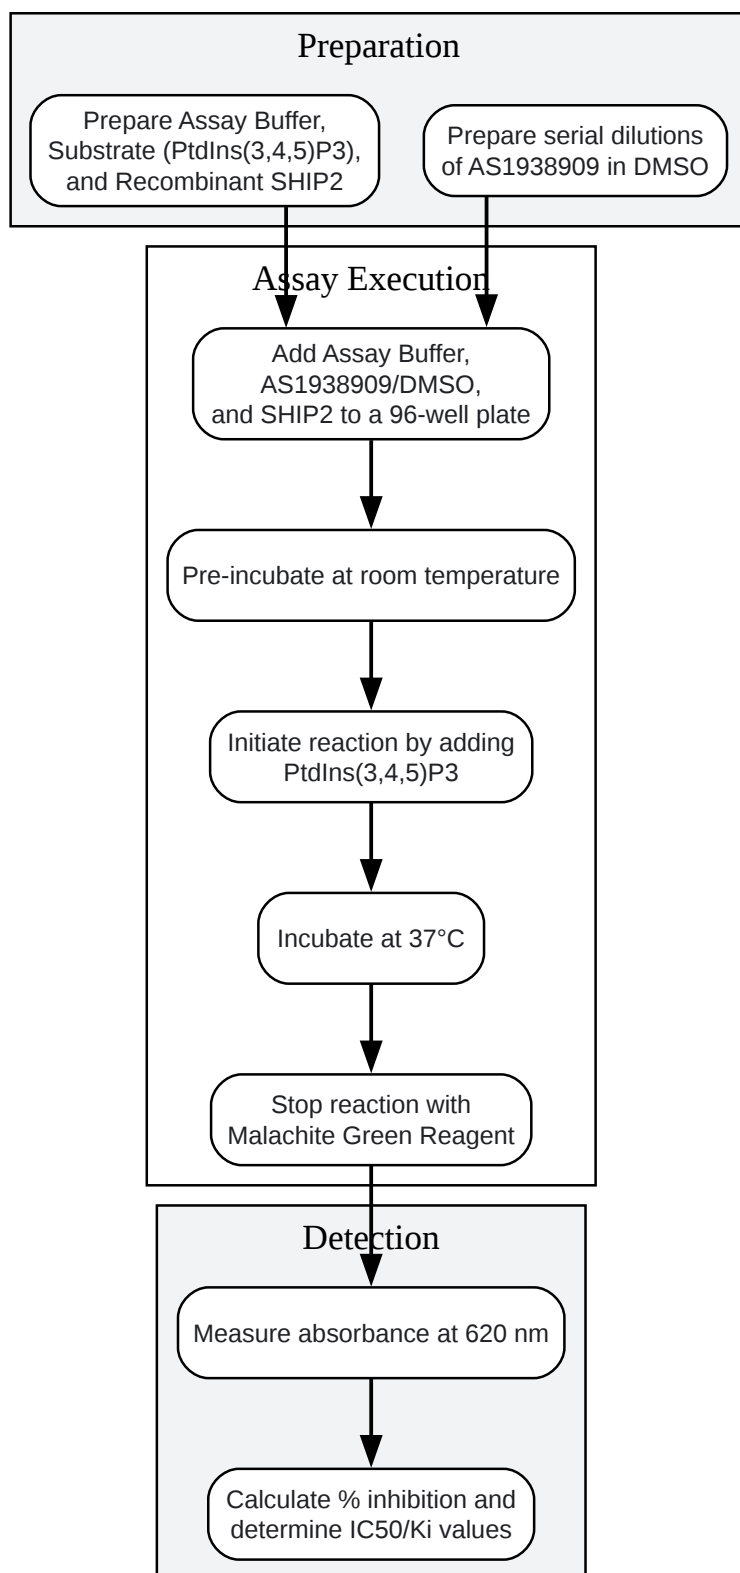 Preparation
Prepare Assay Buffer,
Substrate (PtdIns(3,4,5)P3),
and Recombinant SHIP2
Prepare serial dilutions
of AS1938909 in DMSO
Assay Execution
Add Assay Buffer,
AS1938909/DMSO,
and SHIP2 to a 96-well plate
Pre-incubate at room temperature
Initiate reaction by adding
PtdIns(3,4,5)P3
Incubate at 37°C
Stop reaction with
Malachite Green Reagent
Detection
Measure absorbance at 620 nm
Calculate % inhibition and
determine IC50/Ki values